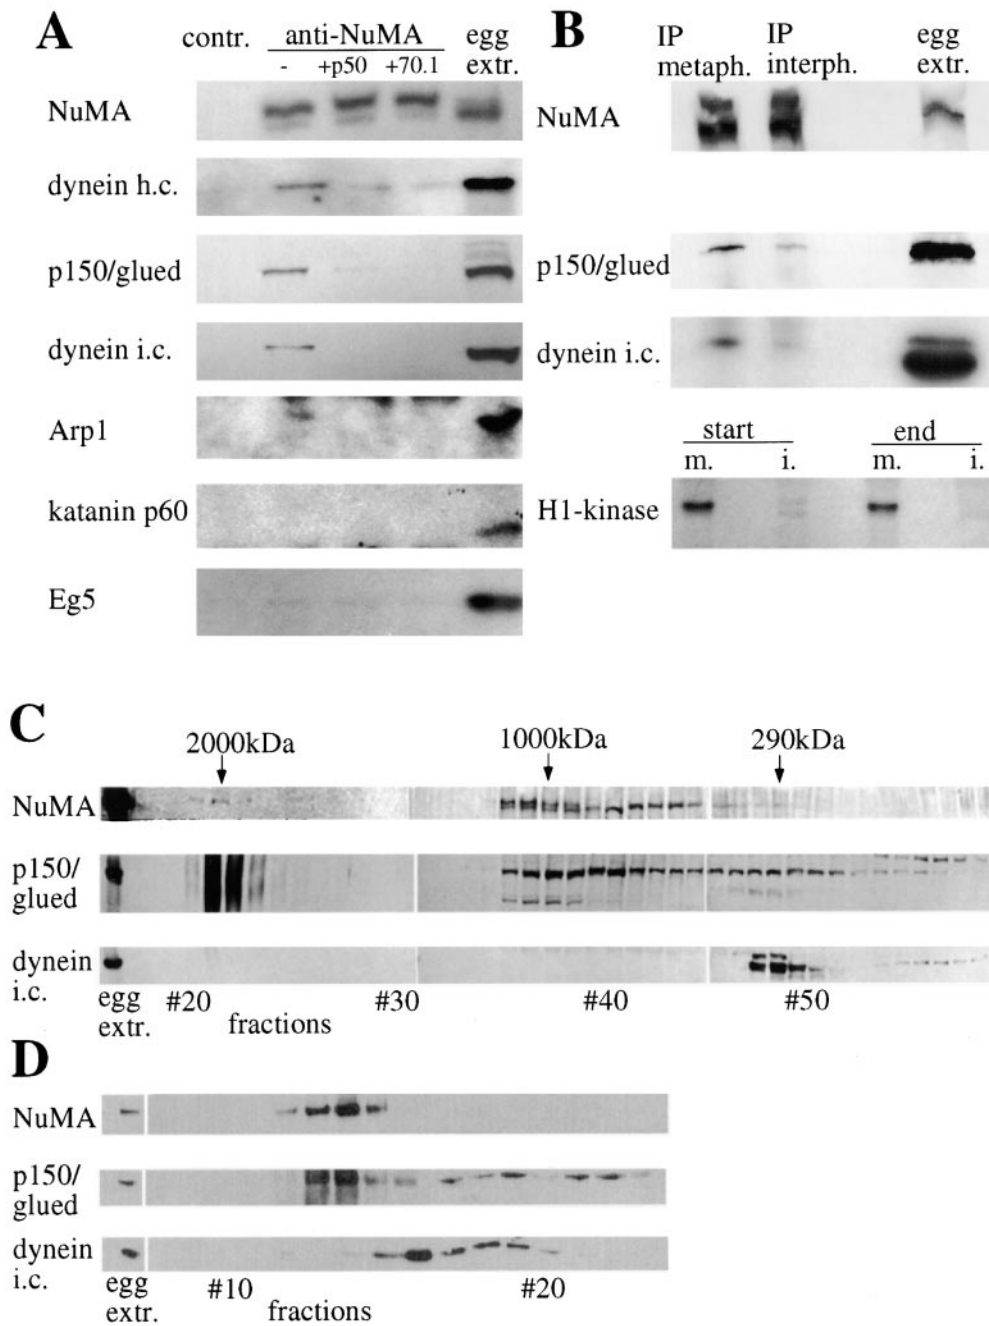 A
contr. anti-NuMA egg extr.
- +p50 +70.1
NuMA
dynein h.c.
p150/glued
dynein i.c.
Arp1
katanin p60
Eg5
B
IP metaph. IP interph. egg extr.
NuMA
p150/glued
dynein i.c.
start end
m. i. m. i.
H1-kinase
C
2000kDa 1000kDa 290kDa
NuMA
p150/
glued
dynein
i.c.
egg extr. #20 #30 #40 #50
fractions
D
NuMA
p150/
glued
dynein
i.c.
egg extr. #10 #20
fractions